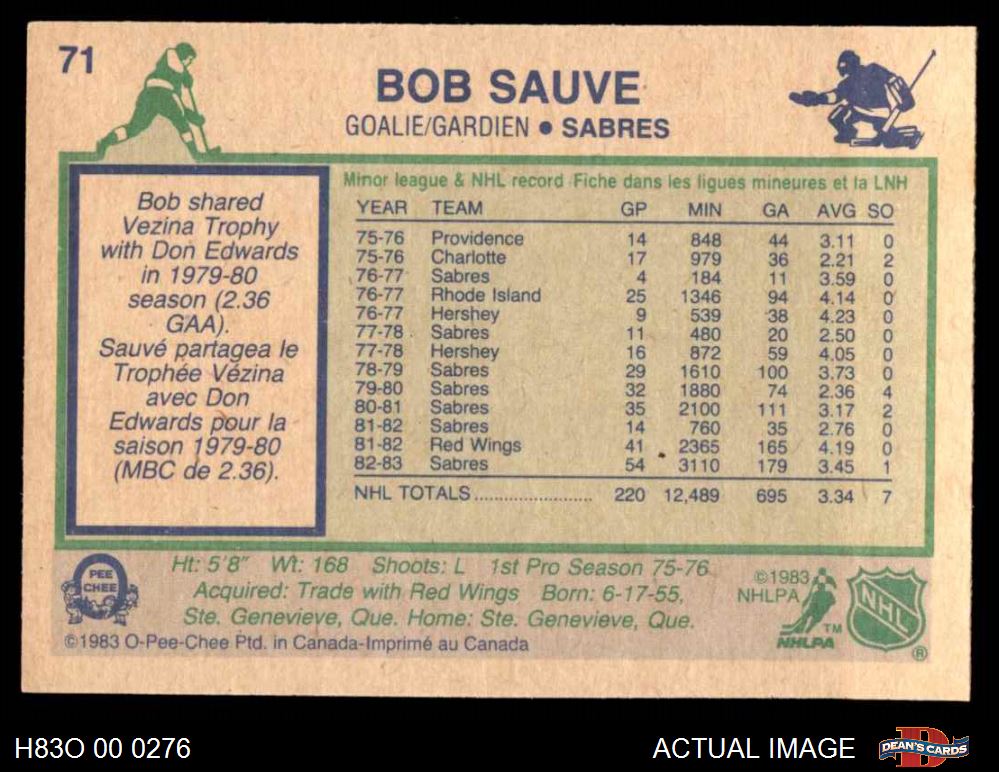 71
BOB SAUVE
GOALIE/GARDIEN • SABRES
Bob shared
Vezina Trophy
with Don Edwards
in 1979-80
season (2.36
GAA).
Sauvé partagea le
Trophée Vézina
avec Don
Edwards pour la
saison 1979-80
(MBC de 2.36).
Minor league & NHL record-Fiche dans les ligues mineures et la LNH
YEAR TEAM GP MIN GA AVG SO
75-76 Providence 14 848 44 3.11 0
75-76 Charlotte 17 979 36 2.21 2
76-77 Sabres 4 184 11 3.59 0
76-77 Rhode Island 25 1346 94 4.14 0
76-77 Hershey 9 539 38 4.23 0
77-78 Sabres 11 480 20 2.50 0
77-78 Hershey 16 872 59 4.05 0
78-79 Sabres 29 1610 100 3.73 0
79-80 Sabres 32 1880 74 2.36 4
80-81 Sabres 35 2100 111 3.17 2
81-82 Sabres 14 760 35 2.76 0
81-82 Red Wings 41 2365 165 4.19 0
82-83 Sabres 54 3110 179 3.45 1
NHL TOTALS........................ 220 12,489 695 3.34 7
Ht: 5'8" Wt: 168 Shoots: L 1st Pro Season 75-76
Acquired: Trade with Red Wings Born: 6-17-55,
Ste. Genevieve, Que. Home: Ste. Genevieve, Que.
©1983 O-Pee-Chee Ptd. in Canada-Imprimé au Canada
O
PEE
CHEE
©1983
NHLPA
TM
NHLPA
NHL
®
H83O 00 0276
ACTUAL IMAGE
D
DEAN'S CARDS